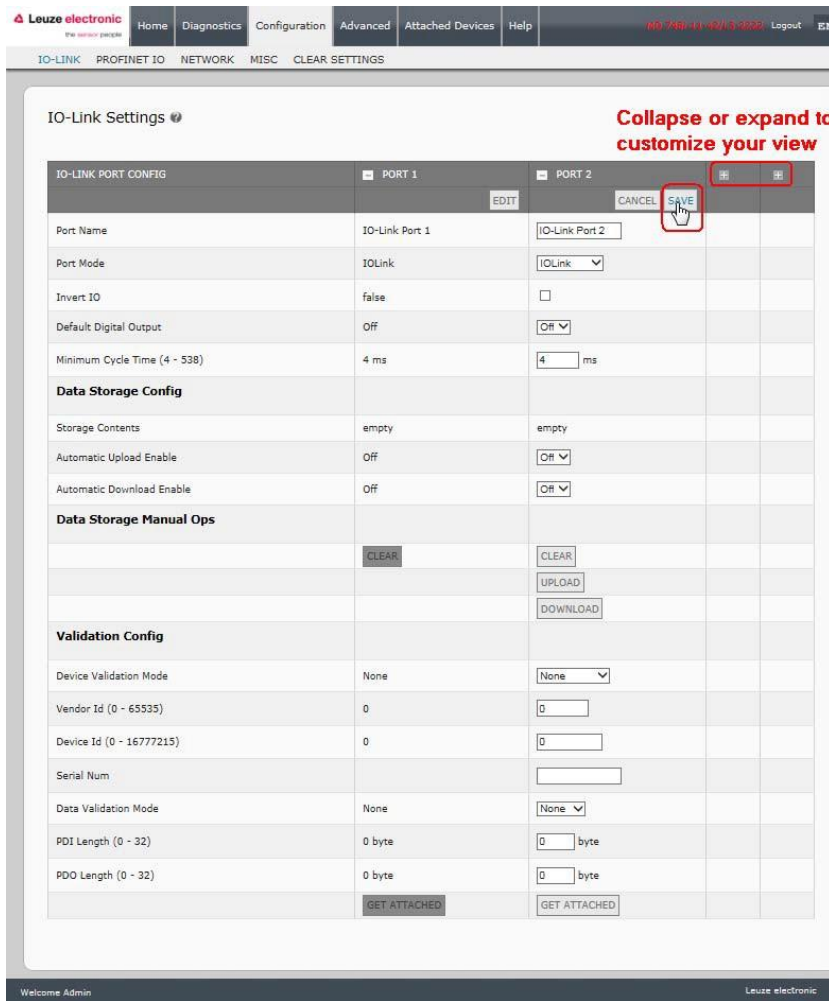 Leuze electronic
the sensor people
Home Diagnostics Configuration Advanced Attached Devices Help Logout
IO-LINK PROFINET IO NETWORK MISC CLEAR SETTINGS
IO-Link Settings ?
Collapse or expand to
customize your view
IO-LINK PORT CONFIG PORT 1 PORT 2
EDIT CANCEL SAVE
Port Name IO-Link Port 1 IO-Link Port 2
Port Mode IOLink IOLink
Invert IO false
Default Digital Output Off Off
Minimum Cycle Time (4 - 538) 4 ms 4 ms
Data Storage Config
Storage Contents empty empty
Automatic Upload Enable Off Off
Automatic Download Enable Off Off
Data Storage Manual Ops
CLEAR CLEAR
UPLOAD
DOWNLOAD
Validation Config
Device Validation Mode None None
Vendor Id (0 - 65535) 0 0
Device Id (0 - 16777215) 0 0
Serial Num
Data Validation Mode None None
PDI Length (0 - 32) 0 byte 0 byte
PDO Length (0 - 32) 0 byte 0 byte
GET ATTACHED GET ATTACHED
Welcome Admin Leuze electronic